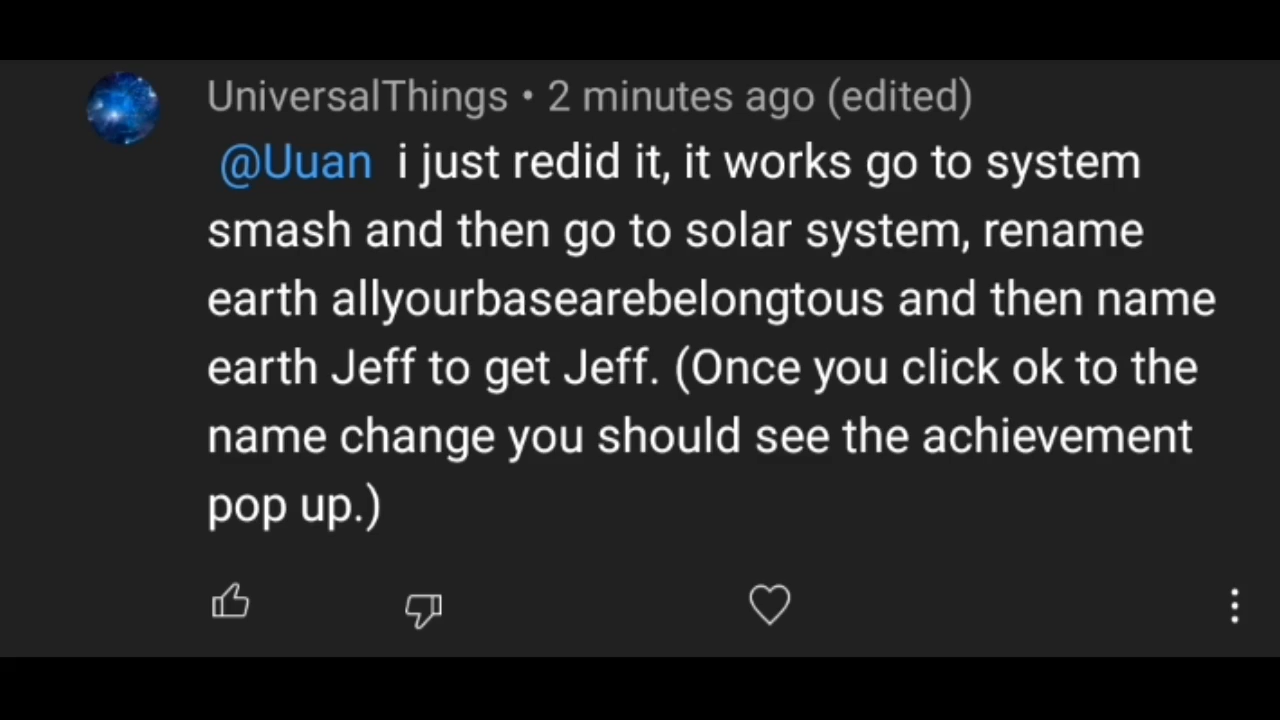 UniversalThings • 2 minutes ago (edited)
@Uuan i just redid it, it works go to system
smash and then go to solar system, rename
earth allyourbasearebelongtous and then name
earth Jeff to get Jeff. (Once you click ok to the
name change you should see the achievement
pop up.)